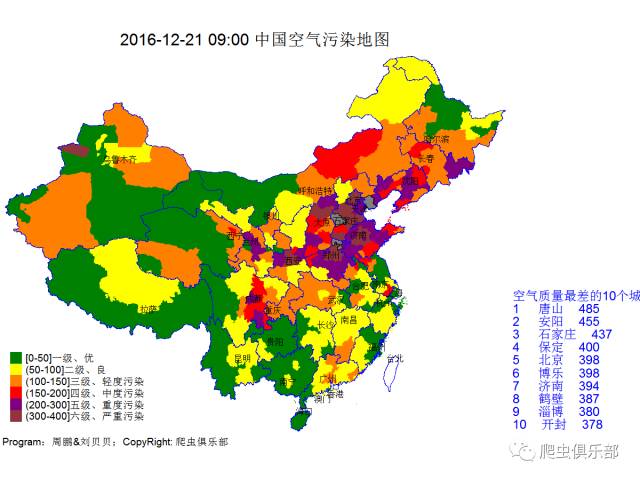 2016-12-21 09:00 中国空气污染地图
哈尔滨
长春
乌鲁木齐
沈阳
呼和浩特
北京
银川
太原
石家庄
济南
西宁
兰州
西安
郑州
合肥
南京
上海
成都
武汉
拉萨
重庆
长沙
南昌
贵阳
福州
昆明
台北
南宁
广州
香港
澳门
海口
空气质量最差的10个城
1 唐山 485
2 安阳 455
3 石家庄 437
4 保定 400
5 北京 398
6 博乐 398
7 济南 394
8 鹤壁 387
9 淄博 380
10 开封 378
[0-50]一级、优
(50-100]二级、良
(100-150]三级、轻度污染
(150-200]四级、中度污染
(200-300]五级、重度污染
(300-400]六级、严重污染
Program：周鹏&刘贝贝；CopyRight: 爬虫俱乐部
爬虫俱乐部